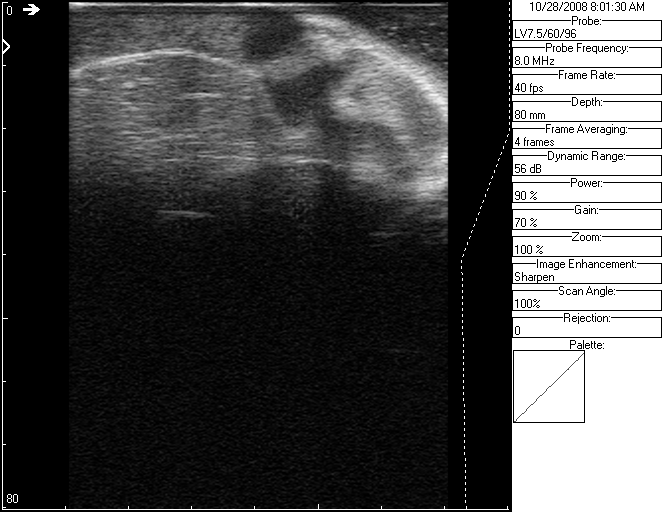 0
80
10/28/2008 8:01:30 AM
Probe:
LV7.5/60/96
Probe Frequency:
8.0 MHz
Frame Rate:
40 fps
Depth:
80 mm
Frame Averaging:
4 frames
Dynamic Range:
56 dB
Power:
90 %
Gain:
70 %
Zoom:
100 %
Image Enhancement:
Sharpen
Scan Angle:
100%
Rejection:
0
Palette: